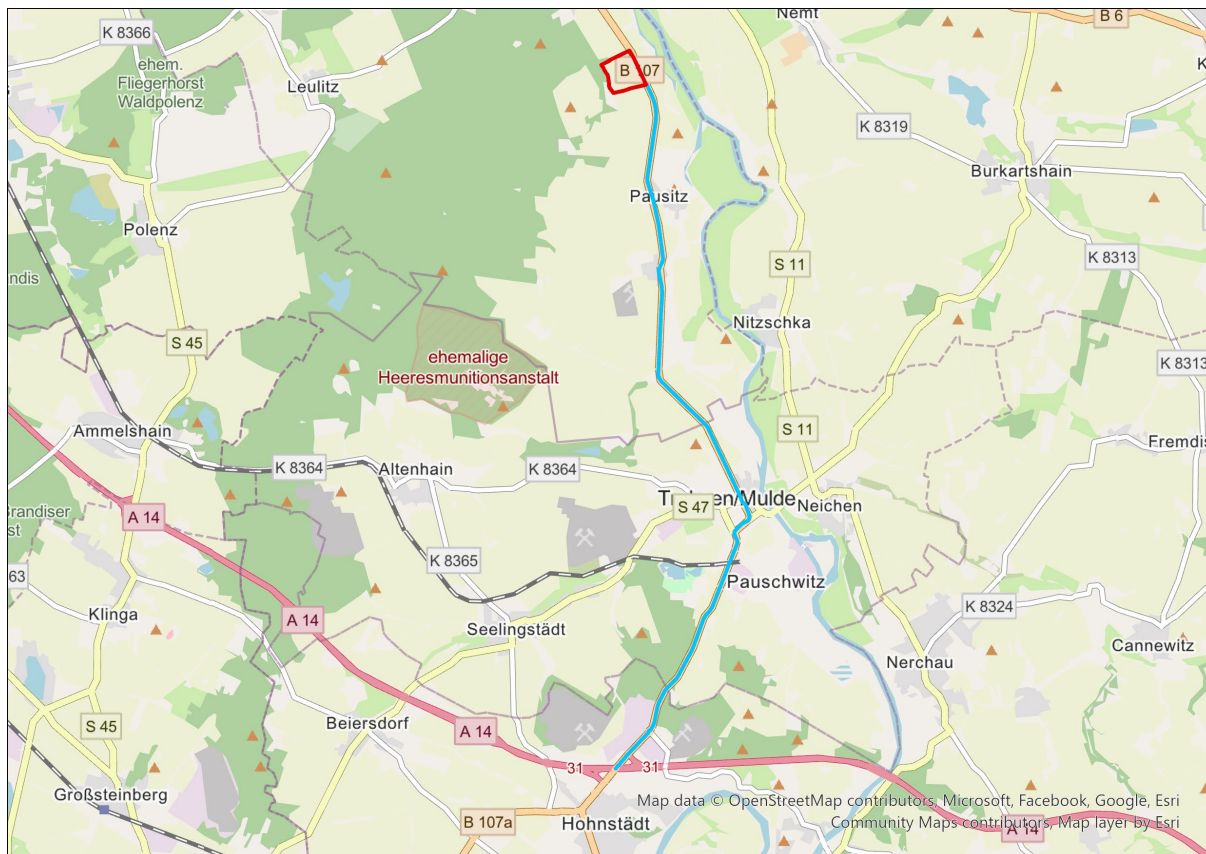 Nemt
B 6
K 8366
ehem.
Fliegerhorst
Waldpolenz
Leulitz
B 107
K 8319
Burkartshain
Pausitz
Polenz
K 8313
S 11
ndis
Nitzschka
S 45
ehemalige
Heeresmunitionsanstalt
K 8313
Ammelshain
S 11
Fremdis
K 8364
Altenhain
K 8364
S 47
Neichen
A 14
K 8365
Pauschwitz
63
Klinga
A 14
K 8324
Seelingstädt
Cannewitz
Nerchau
Beiersdorf
S 45
A 14
31
31
Großsteinberg
Map data © OpenStreetMap contributors, Microsoft, Facebook, Google, Esri
B 107a
Hohnstädt
Community Maps contributors, Map layer by Esri
A 14